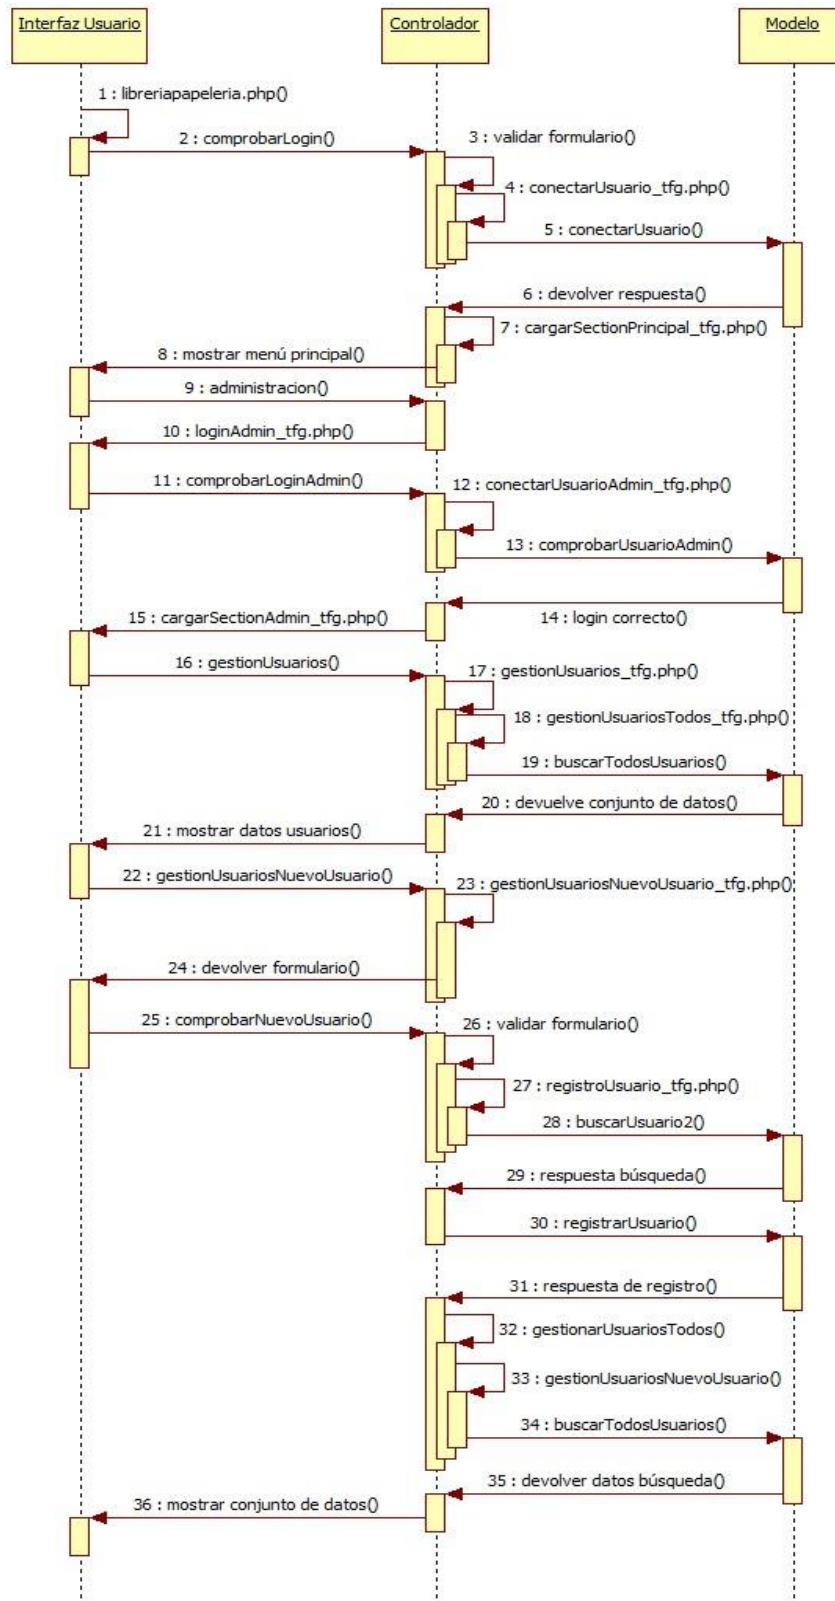 Interfaz Usuario
Controlador
Modelo
1 : libreriapapeleria.php()
2 : comprobarLogin()
3 : validar formulario()
4 : conectarUsuario_tfg.php()
5 : conectarUsuario()
6 : devolver respuesta()
7 : cargarSectionPrincipal_tfg.php()
8 : mostrar menú principal()
9 : administracion()
10 : loginAdmin_tfg.php()
11 : comprobarLoginAdmin()
12 : conectarUsuarioAdmin_tfg.php()
13 : comprobarUsuarioAdmin()
14 : login correcto()
15 : cargarSectionAdmin_tfg.php()
16 : gestionUsuarios()
17 : gestionUsuarios_tfg.php()
18 : gestionUsuariosTodos_tfg.php()
19 : buscarTodosUsuarios()
20 : devuelve conjunto de datos()
21 : mostrar datos usuarios()
22 : gestionUsuariosNuevoUsuario()
23 : gestionUsuariosNuevoUsuario_tfg.php()
24 : devolver formulario()
25 : comprobarNuevoUsuario()
26 : validar formulario()
27 : registroUsuario_tfg.php()
28 : buscarUsuario2()
29 : respuesta búsqueda()
30 : registrarUsuario()
31 : respuesta de registro()
32 : gestionarUsuariosTodos()
33 : gestionUsuariosNuevoUsuario()
34 : buscarTodosUsuarios()
35 : devolver datos búsqueda()
36 : mostrar conjunto de datos()